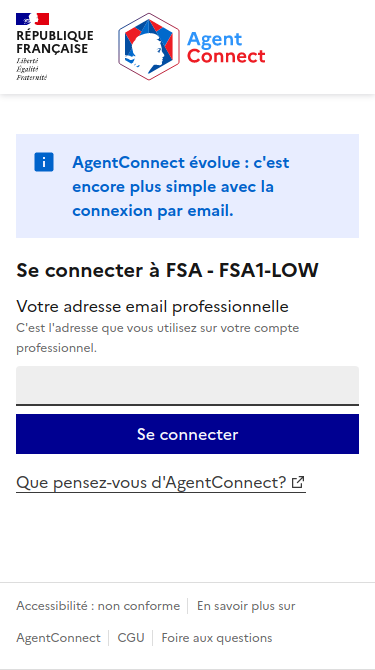 RÉPUBLIQUE
FRANÇAISE
Liberté
Égalité
Fraternité
Agent
Connect
AgentConnect évolue : c'est
encore plus simple avec la
connexion par email.
Se connecter à FSA - FSA1-LOW
Votre adresse email professionnelle
C'est l'adresse que vous utilisez sur votre compte
professionnel.
Se connecter
Que pensez-vous d'AgentConnect?
Accessibilité : non conforme En savoir plus sur
AgentConnect CGU Foire aux questions